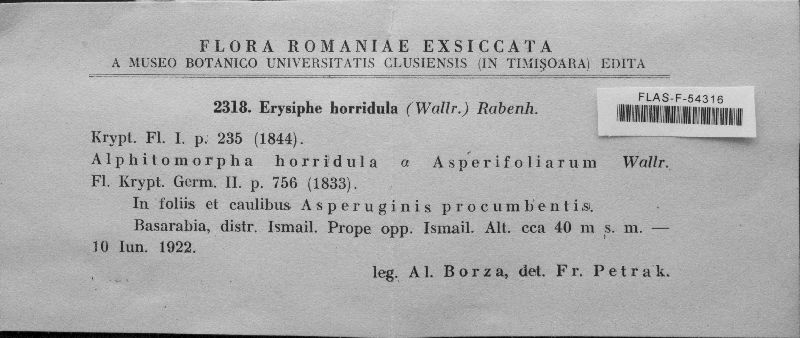 FLORA ROMANIAE EXSICCATA
A MUSEO BOTANICO UNIVERSITATIS CLUSIENSIS (IN TIMIȘOARA) EDITA
FLAS-F-54316
2318. Erysiphe horridula (Wallr.) Rabenh.
Krypt. Fl. I. p. 235 (1844).
Alphitomorpha horridula α Asperifoliarum Wallr.
Fl. Krypt. Germ. II. p. 756 (1833).
In foliis et caulibus Asperuginis procumbentis.
Basarabia, distr. Ismail. Prope opp. Ismail. Alt. cca 40 m s. m. —
10 Iun. 1922.
leg. Al. Borza, det. Fr. Petrak.